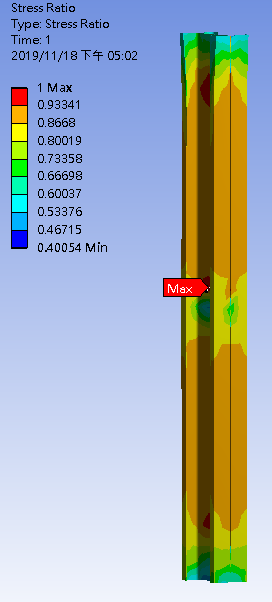 Stress Ratio
Type: Stress Ratio
Time: 1
2019/11/18 下午 05:02
1 Max
0.93341
0.8668
0.80019
0.73358
0.66698
0.60037
0.53376
0.46715
0.40054 Min
Max